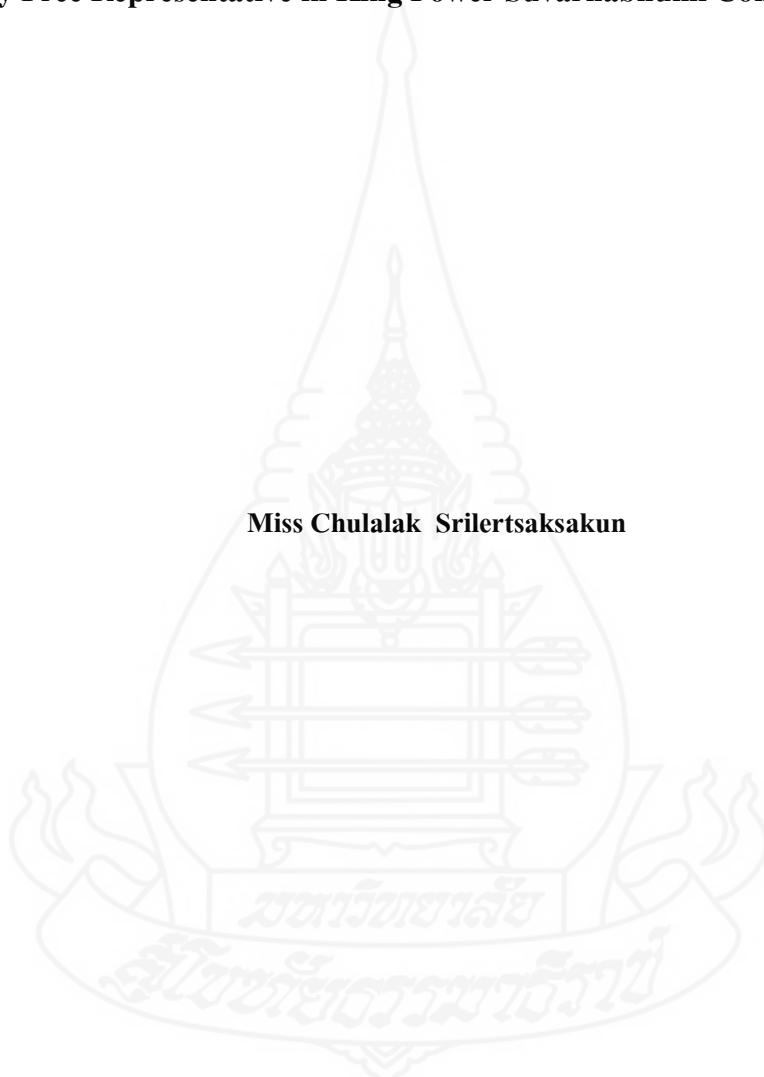 y Free Representative in King Power Suvarnabhumi
Miss Chulalak Srilertsaksakun
มหาวิทยาลัย
สุโขทัยธรรมาธิราช